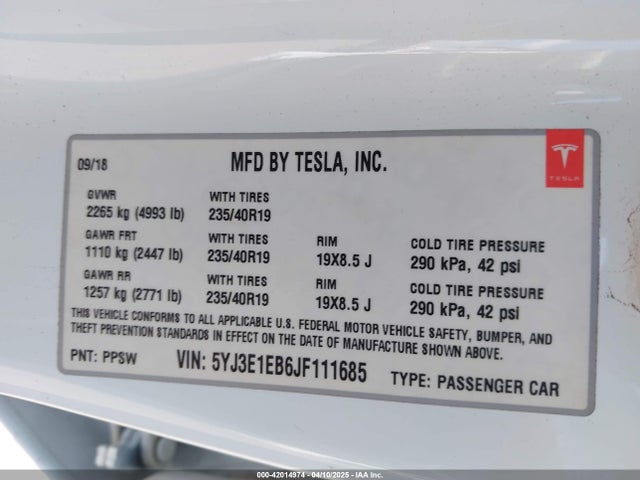 09/18 MFD BY TESLA, INC. TESLA
GVWR WITH TIRES
2265 kg (4993 lb) 235/40R19
GAWR FRT WITH TIRES RIM COLD TIRE PRESSURE
1110 kg (2447 lb) 235/40R19 19X8.5 J 290 kPa, 42 psi
GAWR RR WITH TIRES RIM COLD TIRE PRESSURE
1257 kg (2771 lb) 235/40R19 19X8.5 J 290 kPa, 42 psi
THIS VEHICLE CONFORMS TO ALL APPLICABLE U.S. FEDERAL MOTOR VEHICLE SAFETY, BUMPER, AND
THEFT PREVENTION STANDARDS IN EFFECT ON THE DATE OF MANUFACTURE SHOWN ABOVE.
PNT: PPSW VIN: 5YJ3E1EB6JF111685 TYPE: PASSENGER CAR
000-42014974 - 04/10/2025 - IAAI.COM